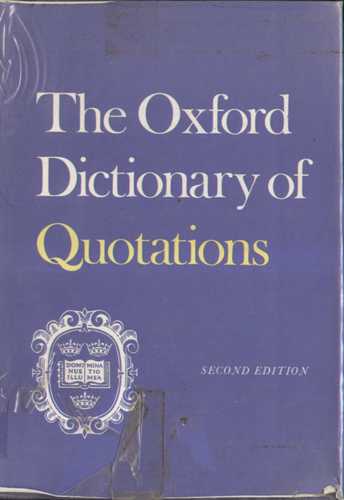 The Oxford
Dictionary of
Quotations
DOMI MINA
NUS TIO
ILLU MEA
SECOND EDITION